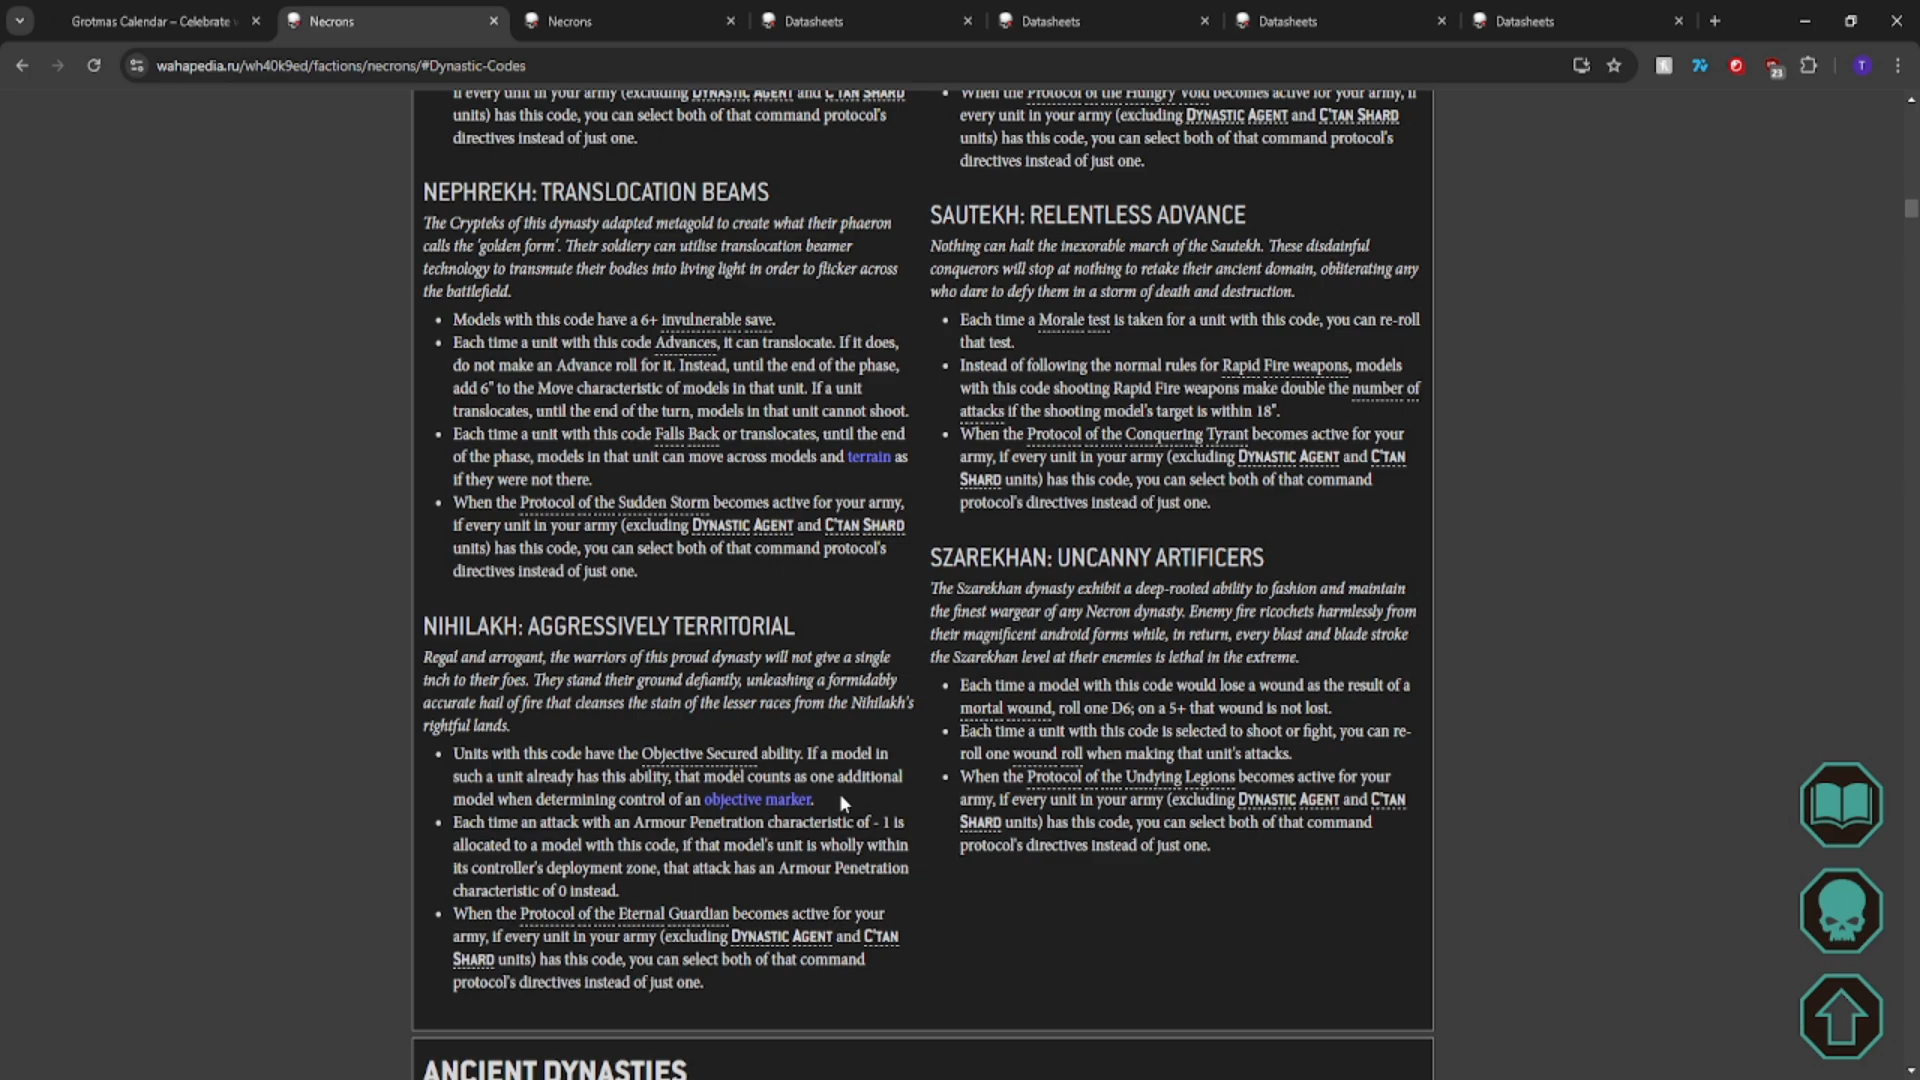 Grotmas Calendar – Celebrate
Necrons
Necrons
Datasheets
Datasheets
Datasheets
Datasheets
wahapedia.ru/wh40k9ed/factions/necrons/#Dynastic-Codes
23
T
if every unit in your army (excluding DYNASTIC AGENT and C'TAN SHARD
units) has this code, you can select both of that command protocol's
directives instead of just one.
NEPHREKH: TRANSLOCATION BEAMS
The Crypteks of this dynasty adapted metagold to create what their phaeron
calls the 'golden form'. Their soldiery can utilise translocation beamer
technology to transmute their bodies into living light in order to flicker across
the battlefield.
• Models with this code have a 6+ invulnerable save.
• Each time a unit with this code Advances, it can translocate. If it does,
do not make an Advance roll for it. Instead, until the end of the phase,
add 6" to the Move characteristic of models in that unit. If a unit
translocates, until the end of the turn, models in that unit cannot shoot.
• Each time a unit with this code Falls Back or translocates, until the end
of the phase, models in that unit can move across models and terrain as
if they were not there.
• When the Protocol of the Sudden Storm becomes active for your army,
if every unit in your army (excluding DYNASTIC AGENT and C'TAN SHARD
units) has this code, you can select both of that command protocol's
directives instead of just one.
NIHILAKH: AGGRESSIVELY TERRITORIAL
Regal and arrogant, the warriors of this proud dynasty will not give a single
inch to their foes. They stand their ground defiantly, unleashing a formidably
accurate hail of fire that cleanses the stain of the lesser races from the Nihilakh's
rightful lands.
• Units with this code have the Objective Secured ability. If a model in
such a unit already has this ability, that model counts as one additional
model when determining control of an objective marker.
• Each time an attack with an Armour Penetration characteristic of - 1 is
allocated to a model with this code, if that model's unit is wholly within
its controller's deployment zone, that attack has an Armour Penetration
characteristic of 0 instead.
• When the Protocol of the Eternal Guardian becomes active for your
army, if every unit in your army (excluding DYNASTIC AGENT and C'TAN
SHARD units) has this code, you can select both of that command
protocol's directives instead of just one.
• When the Protocol of the Hungry Void becomes active for your army, if
every unit in your army (excluding DYNASTIC AGENT and C'TAN SHARD
units) has this code, you can select both of that command protocol's
directives instead of just one.
SAUTEKH: RELENTLESS ADVANCE
Nothing can halt the inexorable march of the Sautekh. These disdainful
conquerors will stop at nothing to retake their ancient domain, obliterating any
who dare to defy them in a storm of death and destruction.
• Each time a Morale test is taken for a unit with this code, you can re-roll
that test.
• Instead of following the normal rules for Rapid Fire weapons, models
with this code shooting Rapid Fire weapons make double the number of
attacks if the shooting model's target is within 18".
• When the Protocol of the Conquering Tyrant becomes active for your
army, if every unit in your army (excluding DYNASTIC AGENT and C'TAN
SHARD units) has this code, you can select both of that command
protocol's directives instead of just one.
SZAREKHAN: UNCANNY ARTIFICERS
The Szarekhan dynasty exhibit a deep-rooted ability to fashion and maintain
the finest wargear of any Necron dynasty. Enemy fire ricochets harmlessly from
their magnificent android forms while, in return, every blast and blade stroke
the Szarekhan level at their enemies is lethal in the extreme.
• Each time a model with this code would lose a wound as the result of a
mortal wound, roll one D6; on a 5+ that wound is not lost.
• Each time a unit with this code is selected to shoot or fight, you can re-
roll one wound roll when making that unit's attacks.
• When the Protocol of the Undying Legions becomes active for your
army, if every unit in your army (excluding DYNASTIC AGENT and C'TAN
SHARD units) has this code, you can select both of that command
protocol's directives instead of just one.
ANCIENT DYNASTIES